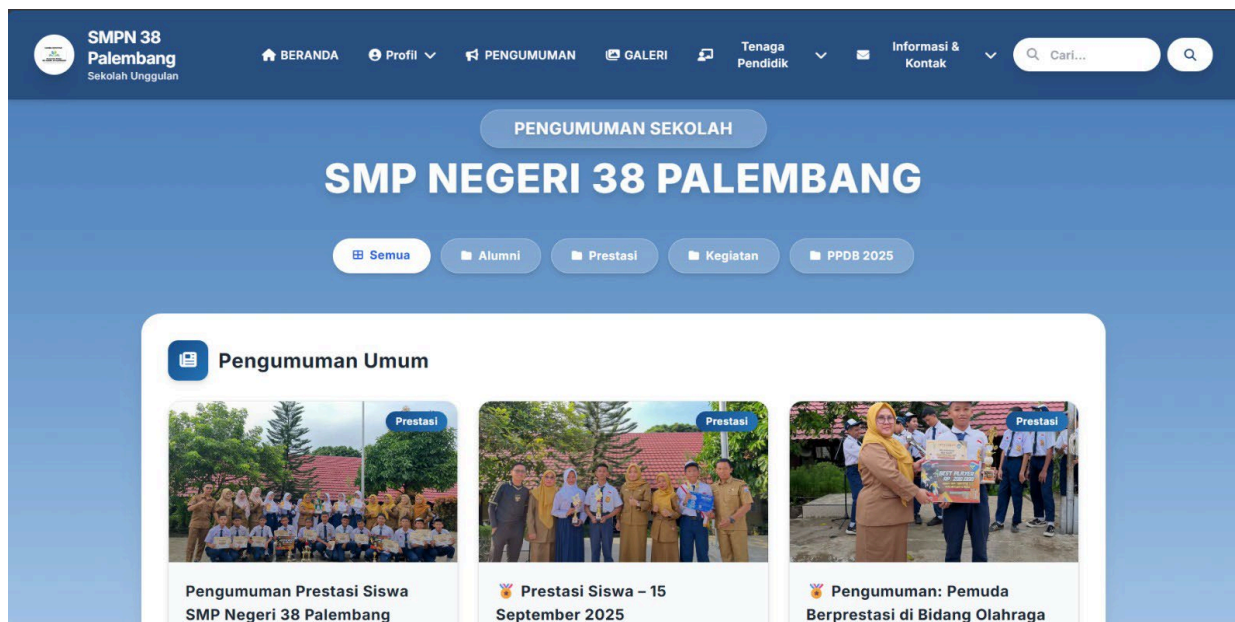 SMPN 38
Palembang
Sekolah Unggulan
BERANDA
Profil
PENGUMUMAN
GALERI
Tenaga
Pendidik
Informasi &
Kontak
Cari...
PENGUMUMAN SEKOLAH
SMP NEGERI 38 PALEMBANG
Semua
Alumni
Prestasi
Kegiatan
PPDB 2025
Pengumuman Umum
Prestasi
Prestasi
Prestasi
BEST PLAYER
Pengumuman Prestasi Siswa
SMP Negeri 38 Palembang
🏅 Prestasi Siswa – 15
September 2025
🏅 Pengumuman: Pemuda
Berprestasi di Bidang Olahraga